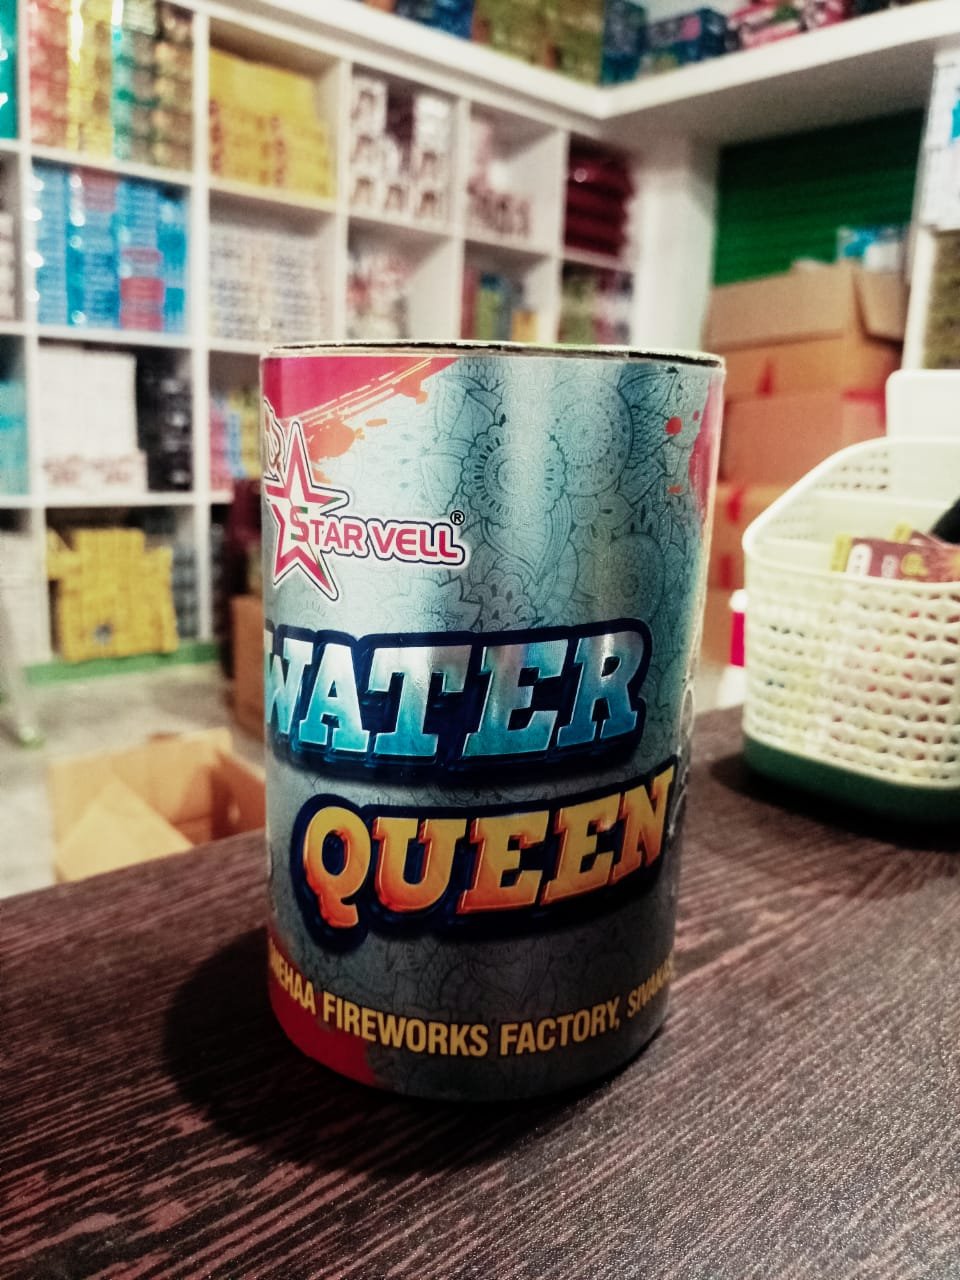 STAR VELL®
WATER
QUEEN
FIREWORKS FACTORY,